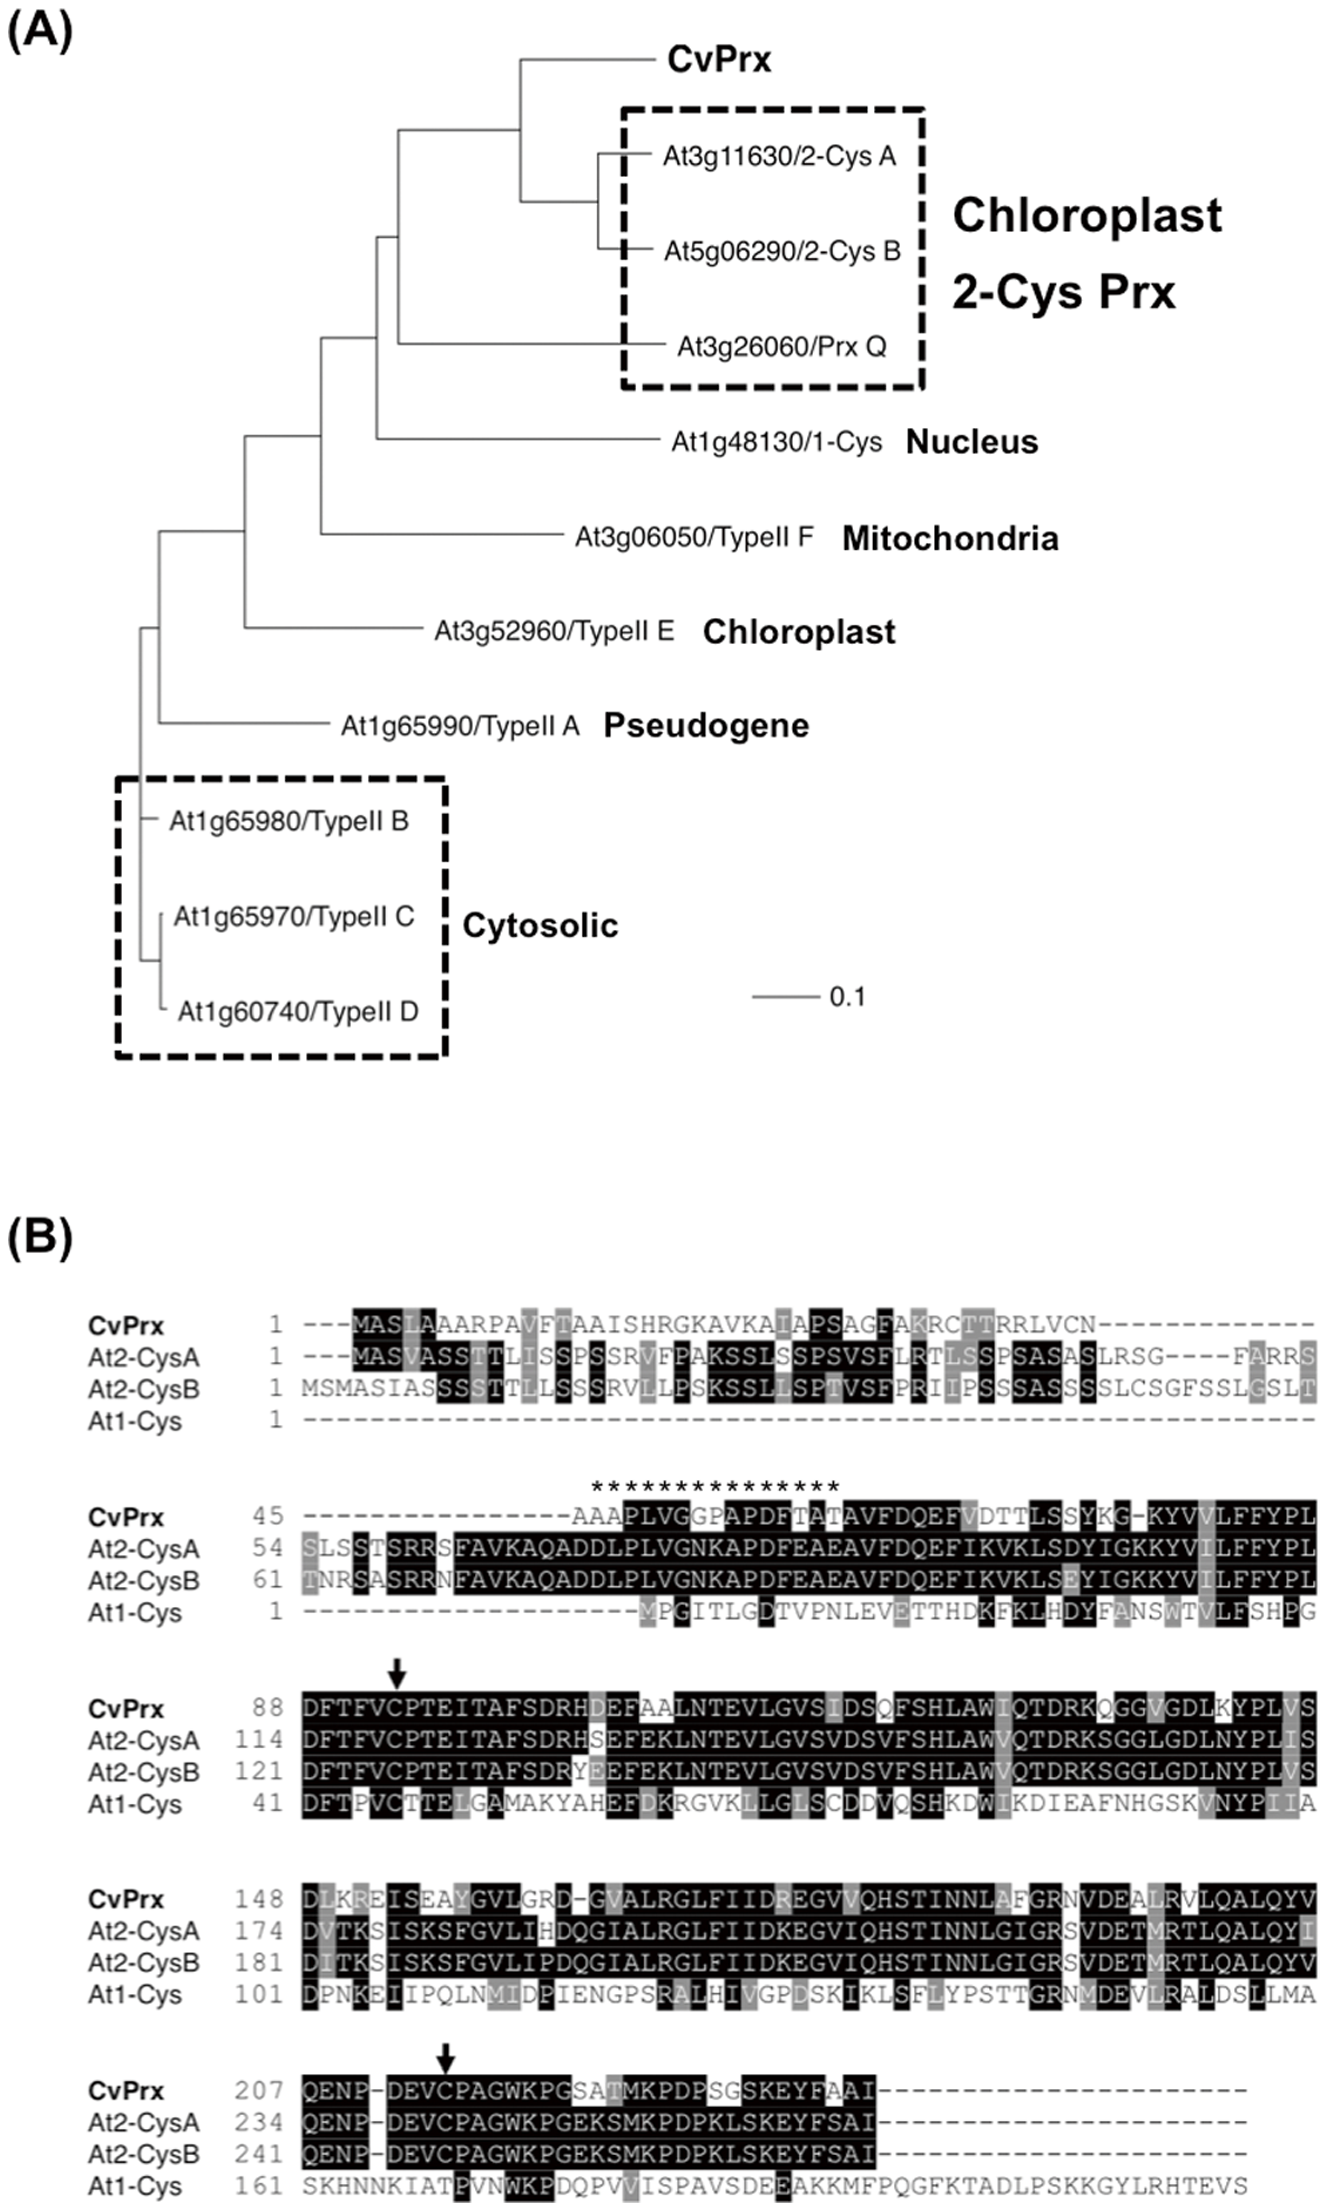 (A)
CvPrx
At3g11630/2-Cys A
At5g06290/2-Cys B
Chloroplast
2-Cys Prx
At3g26060/Prx Q
At1g48130/1-Cys Nucleus
At3g06050/TypeII F Mitochondria
At3g52960/TypeII E Chloroplast
At1g65990/TypeII A Pseudogene
At1g65980/TypeII B
At1g65970/TypeII C Cytosolic
At1g60740/TypeII D
0.1
(B)
CvPrx 1 ---MASLAAARPAVFTAAISHRGKAVKAIAPSAGFAKRCTTRRLVCN-------------
At2-CysA 1 ---MASVASSTTLISSPSSRVFPAKSSLSSPSVSFLRTLSSPSASASLRSG----FARRS
At2-CysB 1 MSMASIASSSSTTLLSSSRVLLPSKSSLLSPTVSFPRIIPSSSASSSSLCSGFSSLGSLT
At1-Cys 1 ------------------------------------------------------------
***************
CvPrx 45 ----------------AAAPLVGGPAPDFTATAVFDQEFVDTTLSSYKG-KYVVLFFYPL
At2-CysA 54 SLSSTSRRSFAVKAQADDLPLVGNKAPDFEAEAVFDQEFIKVKLSDYIGKKYVILFFYPL
At2-CysB 61 TNRSASRRNFAVKAQADDLPLVGNKAPDFEAEAVFDQEFIKVKLSEYIGKKYVILFFYPL
At1-Cys 1 --------------------MPGITLGDTVPNLEVETTHDKFKLHDYFANSWTVLFSHPG
CvPrx 88 DFTFVCPTEITAFSDRHDEFAALNTEVLGVSIDSQFSHLAWIQTDRKQGGVGDLKYPLVS
At2-CysA 114 DFTFVCPTEITAFSDRHSEFEKLNTEVLGVSVDSVFSHLAWVQTDRKSGGLGDLNYPLIS
At2-CysB 121 DFTFVCPTEITAFSDRYEEFEKLNTEVLGVSVDSVFSHLAWVQTDRKSGGLGDLNYPLVS
At1-Cys 41 DFTPVCTTELGAMAKYAHEFDKRGVKLLGLSCDDVQSHKDWIKDIEAFNHGSKVNYPIIA
CvPrx 148 DLKREISEAYGVLGRD-GVALRGLFIIDREGVVQHSTINNLAFGRNVDEALRVLQALQYV
At2-CysA 174 DVTKSISKSFGVLIHDQGIALRGLFIIDKEGVIQHSTINNLGIGRSVDETMRTLQALQYI
At2-CysB 181 DITKSISKSFGVLIPDQGIALRGLFIIDKEGVIQHSTINNLGIGRSVDETMRTLQALQYV
At1-Cys 101 DPNKEIIPQLNMIDPIENGPSRALHIVGPDSKIKLSFLYPSTTGRNMDEVLRALDSLLMA
CvPrx 207 QENP-DEVCPAGWKPGSATMKPDPSGSKEYFAAI----------------------
At2-CysA 234 QENP-DEVCPAGWKPGEKSMKPDPKLSKEYFSAI----------------------
At2-CysB 241 QENP-DEVCPAGWKPGEKSMKPDPKLSKEYFSAI----------------------
At1-Cys 161 SKHNNKIATPVNWKPDQPVVISPAVSDEEAKKMFPQGFKTADLPSKKGYLRHTEVS